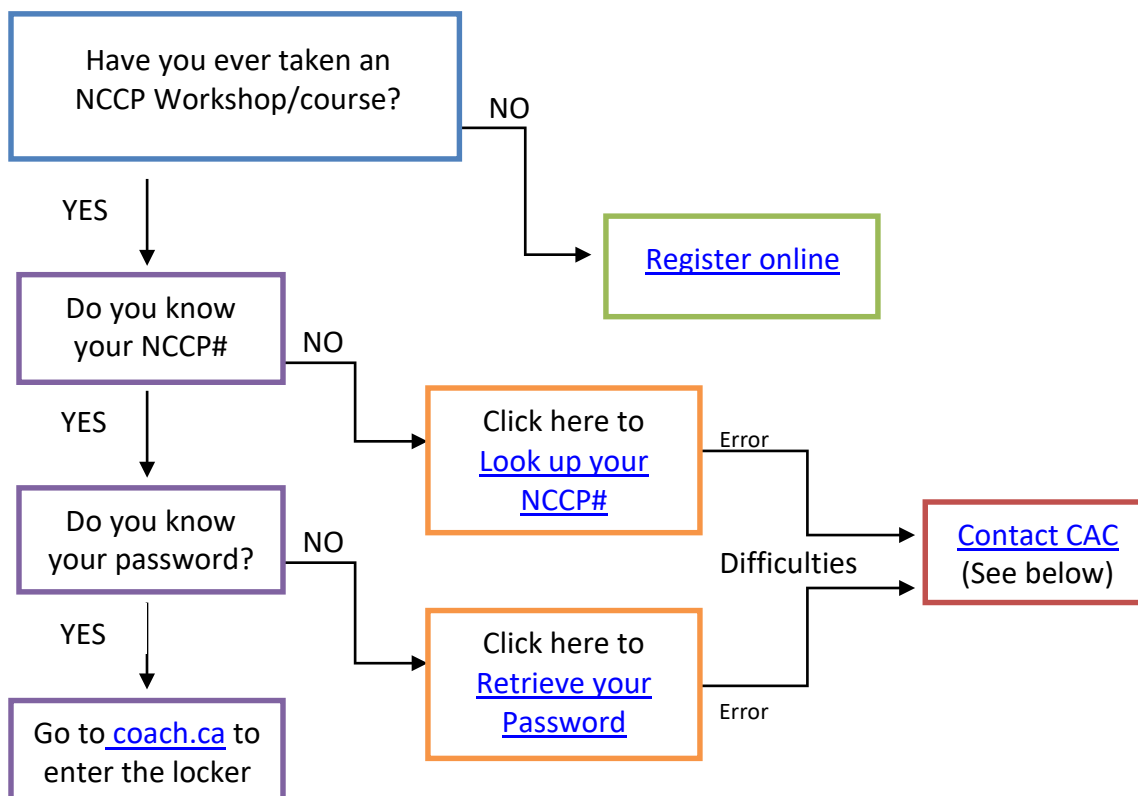 Have you ever taken an
NCCP Workshop/course?
NO
YES
Register online
Do you know
your NCCP#
NO
YES
Click here to
Look up your
NCCP#
Error
Do you know
your password?
NO
Difficulties
Contact CAC
(See below)
YES
Click here to
Retrieve your
Password
Error
Go to coach.ca to
enter the locker